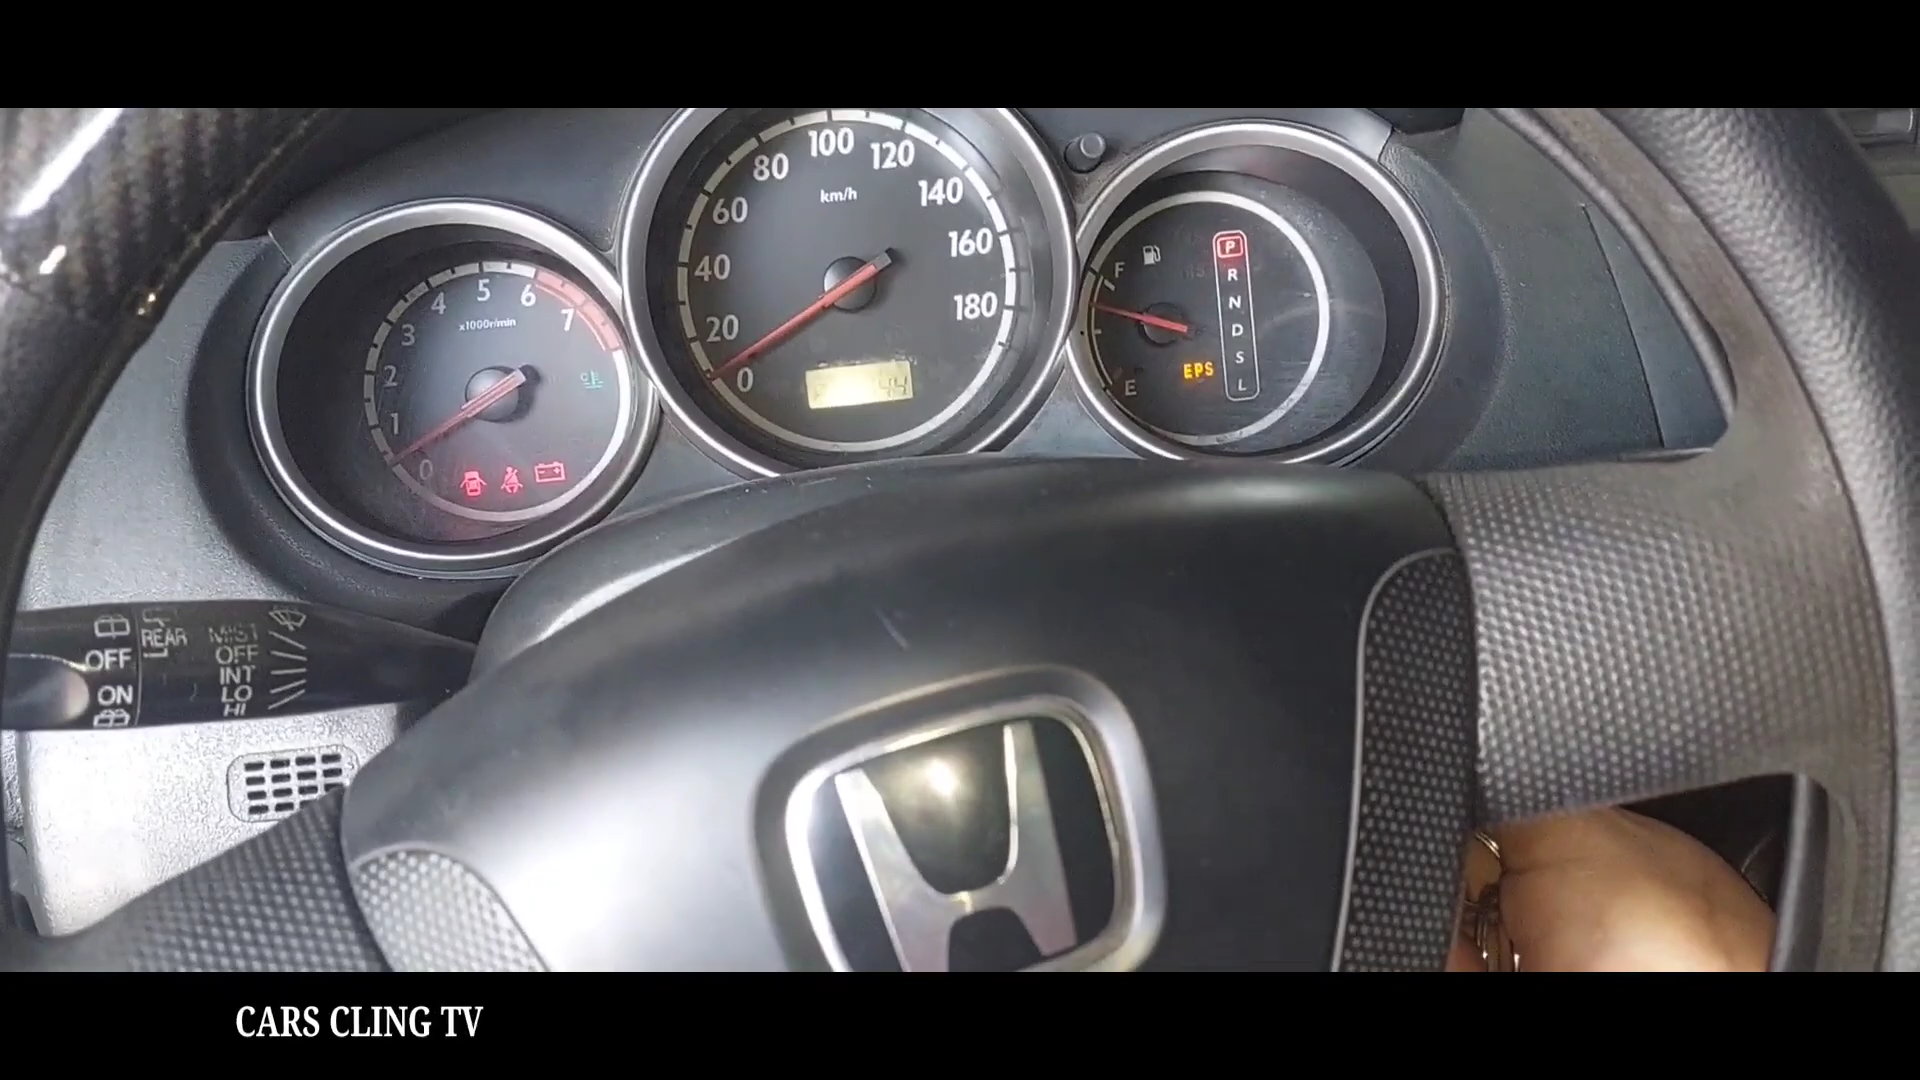 100
80
120
km/h
60
140
40
160
20
180
0
5
4
6
x1000r/min
3
7
2
1
0
F
E
EPS
P
R
N
D
S
L
REAR
OFF
ON
MIST
OFF
INT
LO
HI
CARS CLING TV